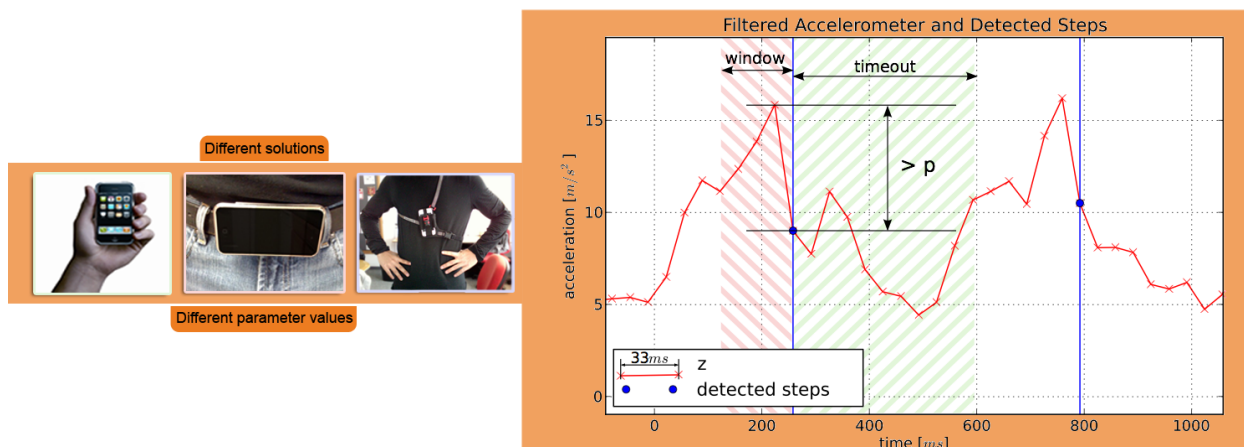 Different solutions
Different parameter values
Filtered Accelerometer and Detected Steps
window
timeout
> p
15
10
5
0
acceleration [m/s² ]
33ms
z
detected steps
0
200
400
600
800
1000
time [ms]